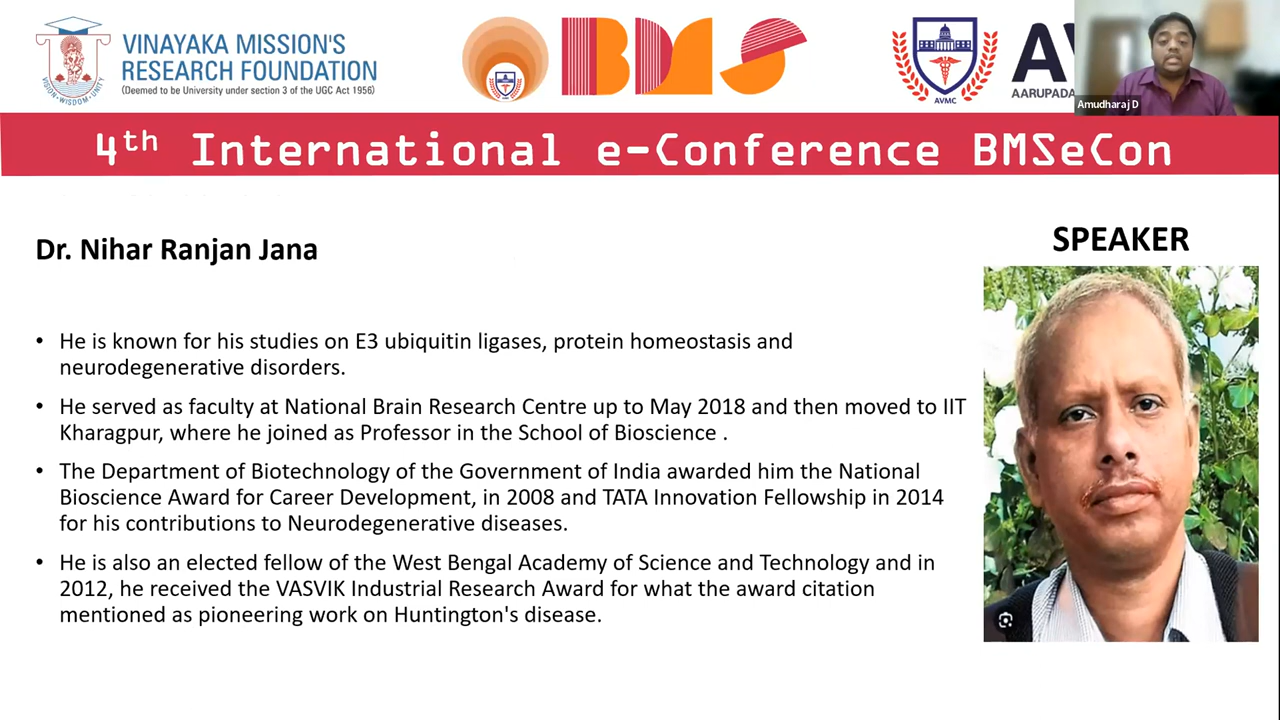 VINAYAKA MISSION'S
RESEARCH FOUNDATION
(Deemed to be University under section 3 of the UGC Act 1956)
VISION • WISDOM • UNITY
BMS
AVMC
AV
AARUPADA
Amudharaj D
4th International e-Conference BMSeCon
Dr. Nihar Ranjan Jana
SPEAKER
• He is known for his studies on E3 ubiquitin ligases, protein homeostasis and
neurodegenerative disorders.
• He served as faculty at National Brain Research Centre up to May 2018 and then moved to IIT
Kharagpur, where he joined as Professor in the School of Bioscience .
• The Department of Biotechnology of the Government of India awarded him the National
Bioscience Award for Career Development, in 2008 and TATA Innovation Fellowship in 2014
for his contributions to Neurodegenerative diseases.
• He is also an elected fellow of the West Bengal Academy of Science and Technology and in
2012, he received the VASVIK Industrial Research Award for what the award citation
mentioned as pioneering work on Huntington's disease.